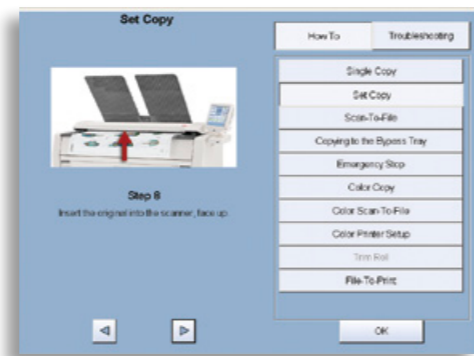 Set Copy
Step 8
Insert the original into the scanner, face up
How To
Troubleshooting
Single Copy
Set Copy
Scan-To-File
Copying to the Bypass Tray
Emergency Stop
Color Copy
Color Scan-To-File
Color Printer Setup
Trim Roll
File-To-Print
OK